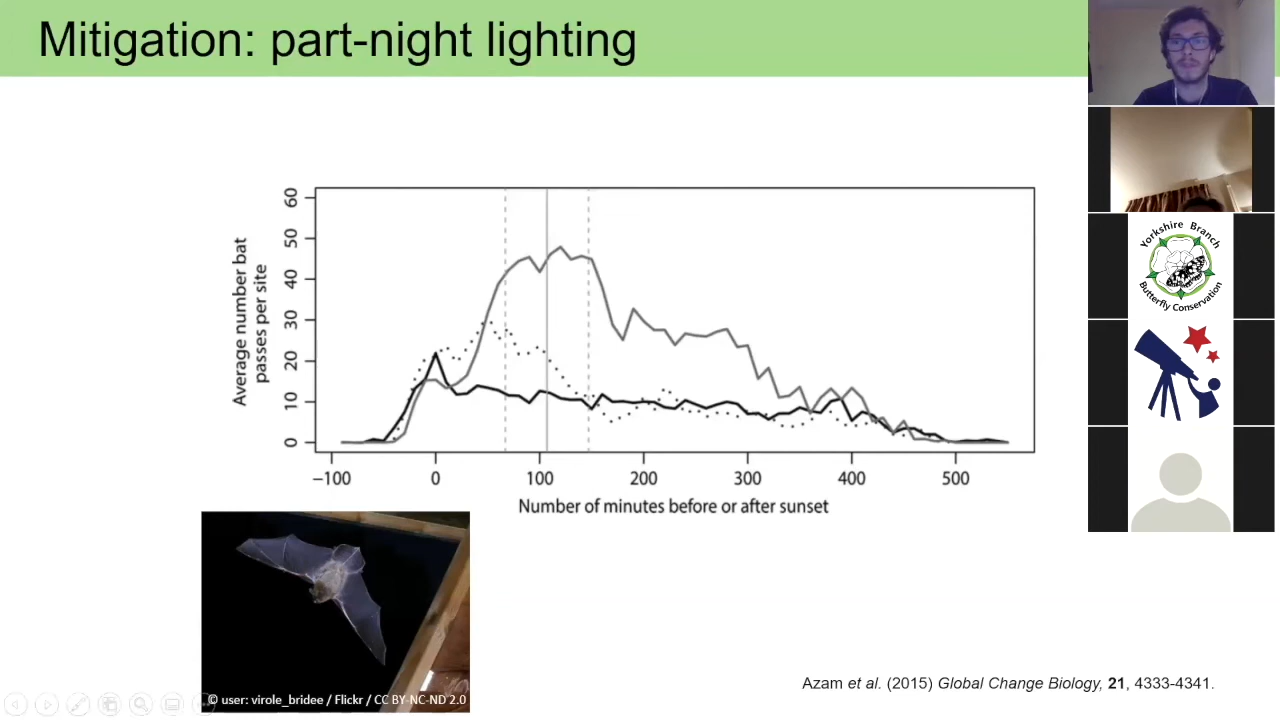 Mitigation: part-night lighting
Yorkshire Branch
Butterfly Conservation
Average number bat
passes per site
60
50
40
30
20
10
0
−100
0
100
200
300
400
500
Number of minutes before or after sunset
© user: virole_bridee / Flickr / CC BY-NC-ND 2.0
Azam et al. (2015) Global Change Biology, 21, 4333-4341.